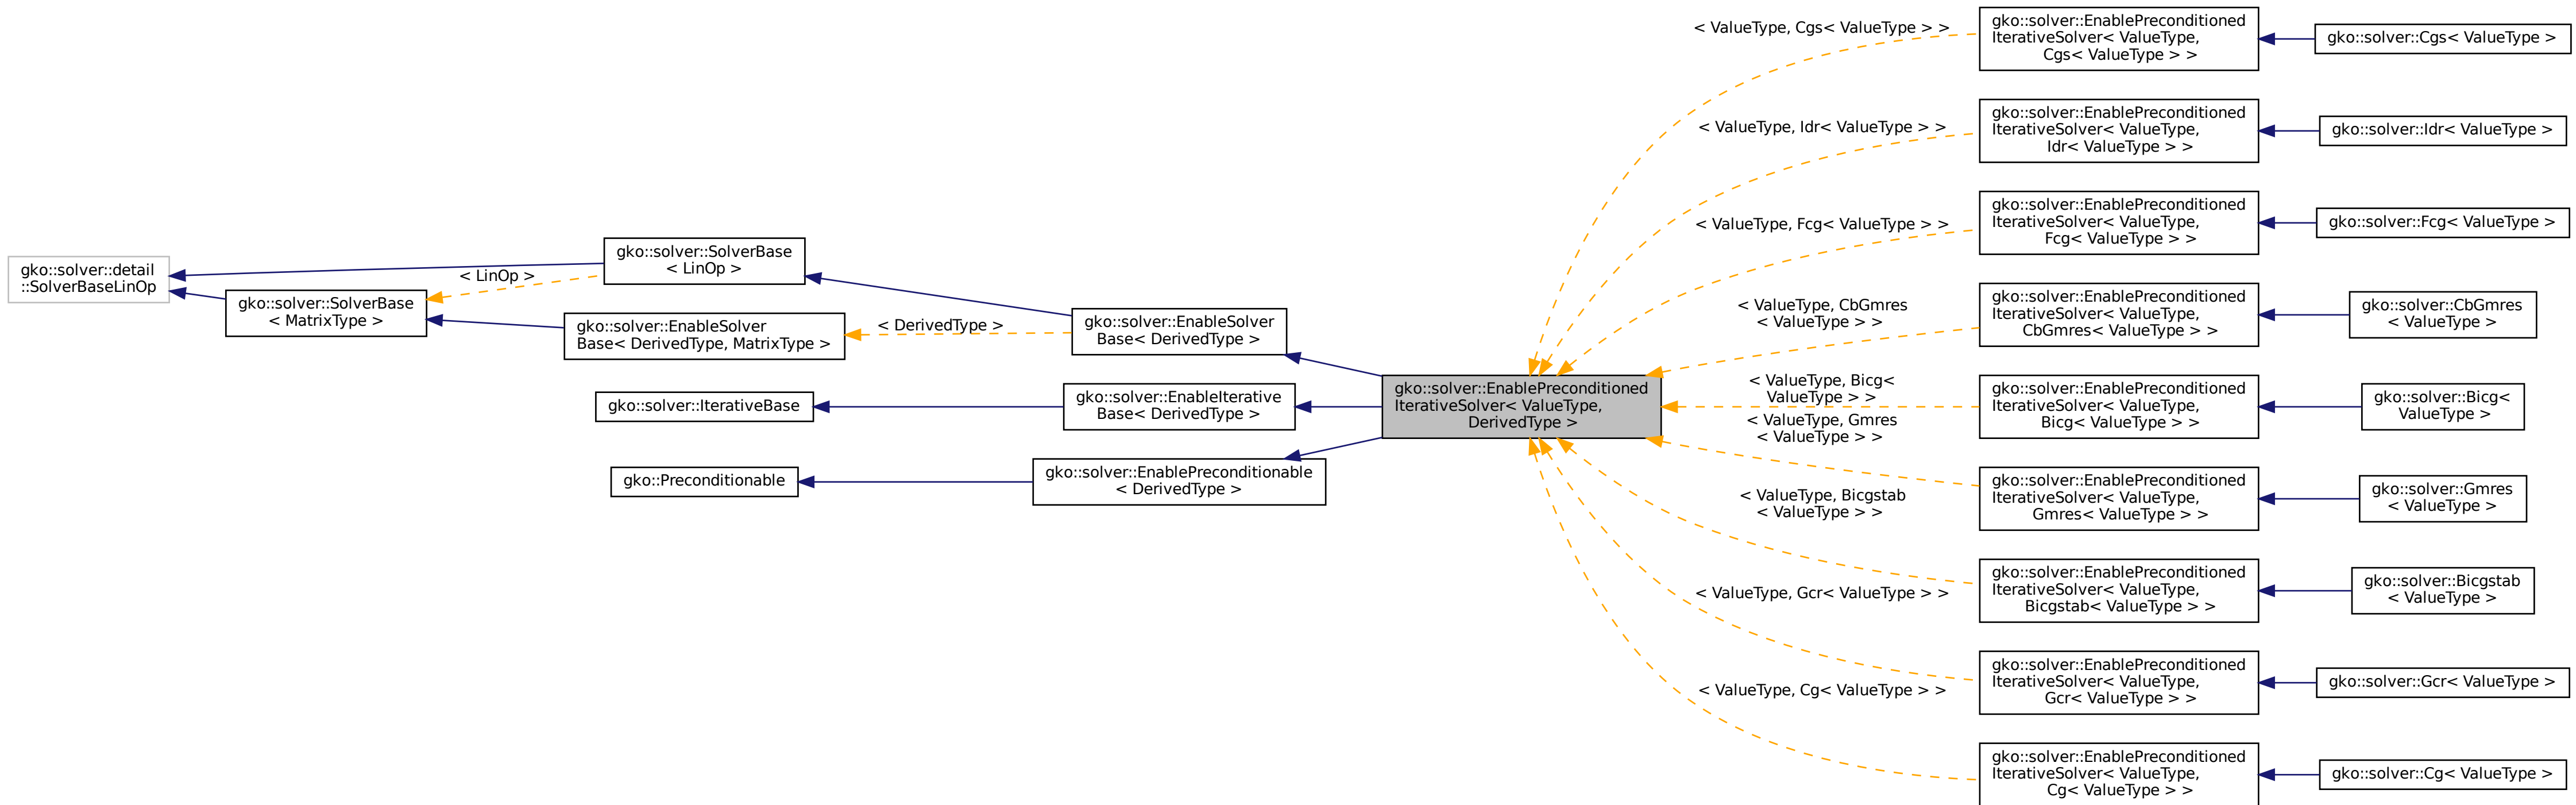 gko::solver::detail
::SolverBaseLinOp
gko::solver::SolverBase
< MatrixType >
< LinOp >
gko::solver::SolverBase
< LinOp >
gko::solver::EnableSolver
Base< DerivedType, MatrixType >
gko::solver::IterativeBase
gko::Preconditionable
< DerivedType >
gko::solver::EnableSolver
Base< DerivedType >
gko::solver::EnableIterative
Base< DerivedType >
gko::solver::EnablePreconditionable
< DerivedType >
gko::solver::EnablePreconditioned
IterativeSolver< ValueType,
DerivedType >
< ValueType, Cgs< ValueType > >
< ValueType, Idr< ValueType > >
< ValueType, Fcg< ValueType > >
< ValueType, CbGmres
< ValueType > >
< ValueType, Bicg<
ValueType > >
< ValueType, Gmres
< ValueType > >
< ValueType, Bicgstab
< ValueType > >
< ValueType, Gcr< ValueType > >
< ValueType, Cg< ValueType > >
gko::solver::EnablePreconditioned
IterativeSolver< ValueType,
Cgs< ValueType > >
gko::solver::EnablePreconditioned
IterativeSolver< ValueType,
Idr< ValueType > >
gko::solver::EnablePreconditioned
IterativeSolver< ValueType,
Fcg< ValueType > >
gko::solver::EnablePreconditioned
IterativeSolver< ValueType,
CbGmres< ValueType > >
gko::solver::EnablePreconditioned
IterativeSolver< ValueType,
Bicg< ValueType > >
gko::solver::EnablePreconditioned
IterativeSolver< ValueType,
Gmres< ValueType > >
gko::solver::EnablePreconditioned
IterativeSolver< ValueType,
Bicgstab< ValueType > >
gko::solver::EnablePreconditioned
IterativeSolver< ValueType,
Gcr< ValueType > >
gko::solver::EnablePreconditioned
IterativeSolver< ValueType,
Cg< ValueType > >
gko::solver::Cgs< ValueType >
gko::solver::Idr< ValueType >
gko::solver::Fcg< ValueType >
gko::solver::CbGmres
< ValueType >
gko::solver::Bicg<
ValueType >
gko::solver::Gmres
< ValueType >
gko::solver::Bicgstab
< ValueType >
gko::solver::Gcr< ValueType >
gko::solver::Cg< ValueType >